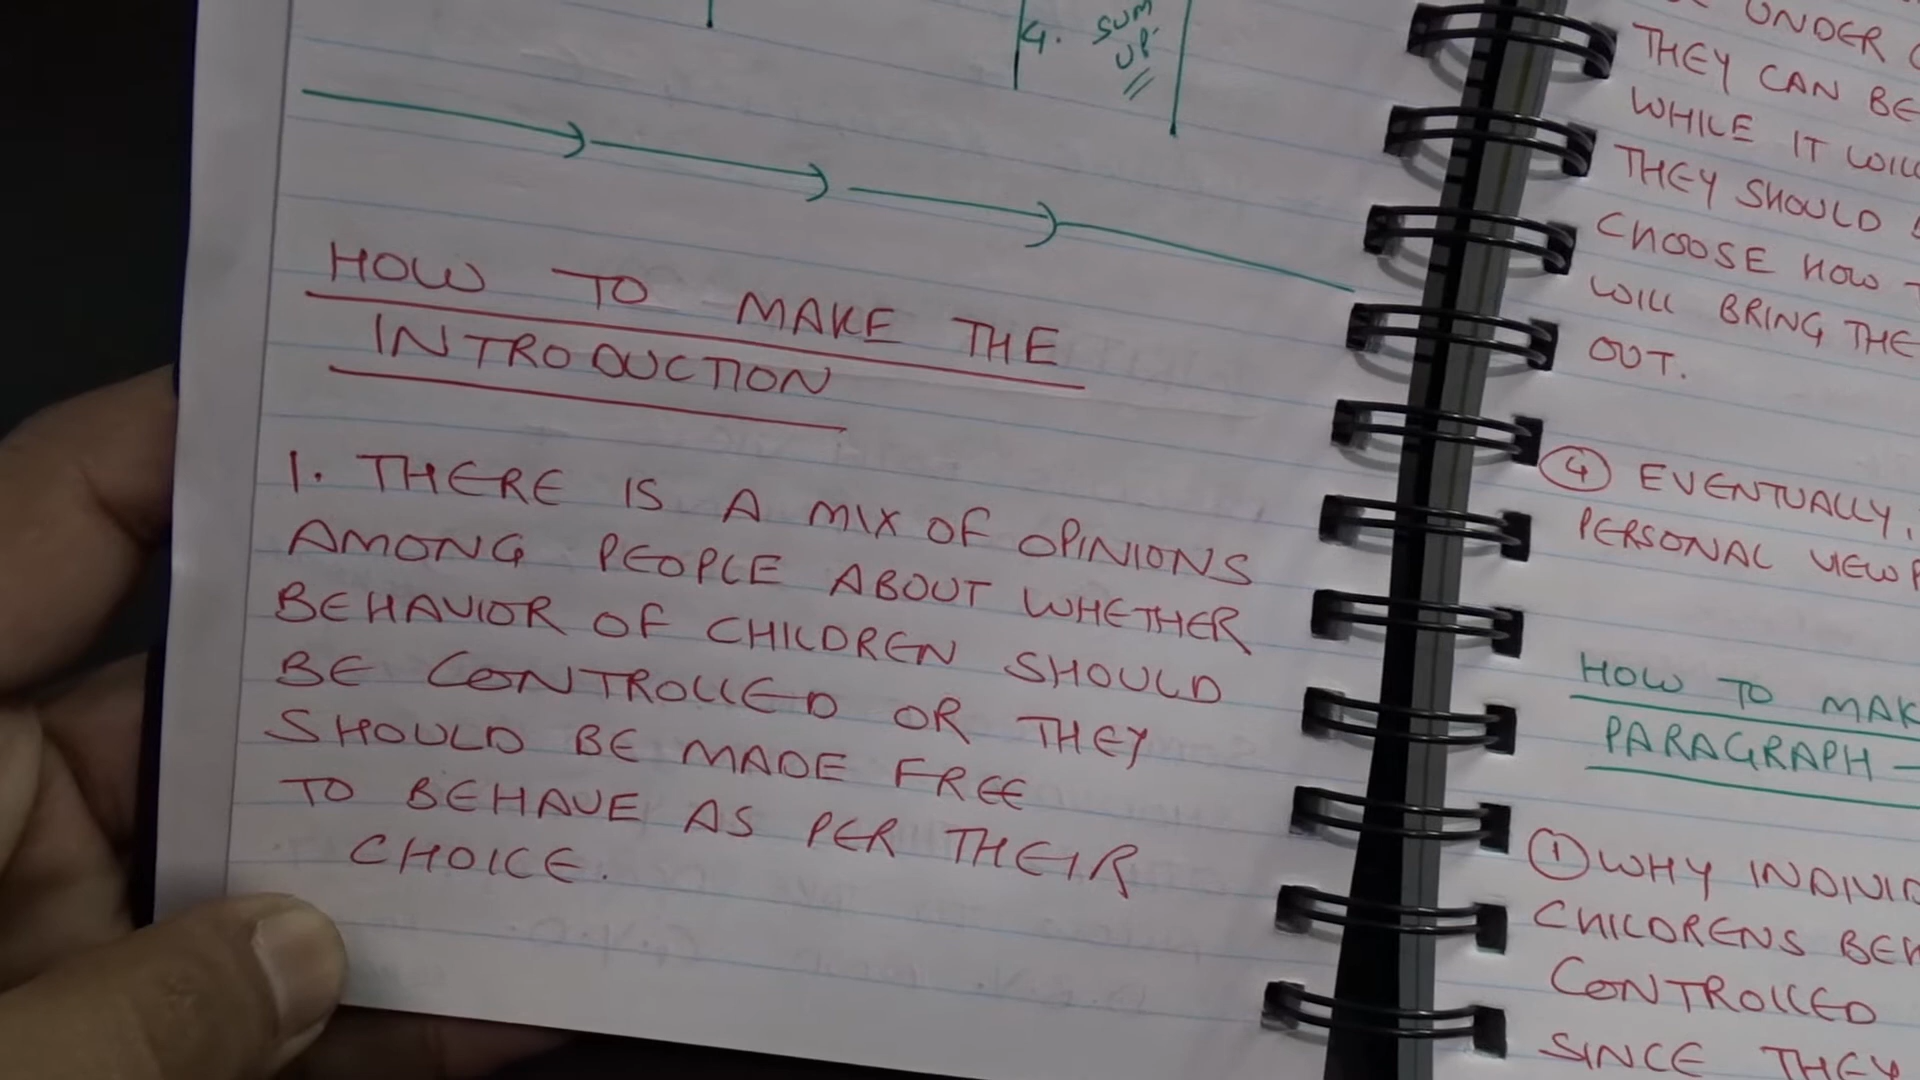 4. SUM
UP.
HOW TO MAKE THE
INTRODUCTION
1. THERE IS A MIX OF OPINIONS
AMONG PEOPLE ABOUT WHETHER
BEHAVIOR OF CHILDREN SHOULD
BE CONTROLLED OR THEY
SHOULD BE MADE FREE
TO BEHAVE AS PER THEIR
CHOICE.
UNDER
THEY CAN BE
WHILE IT WILL
THEY SHOULD
CHOOSE HOW
WILL BRING THE
OUT.
4 EVENTUALLY,
PERSONAL VIEW
HOW TO MAK
PARAGRAPH -
1 WHY INDIVID
CHILDRENS BEH
CONTROLLED
SINCE THEY